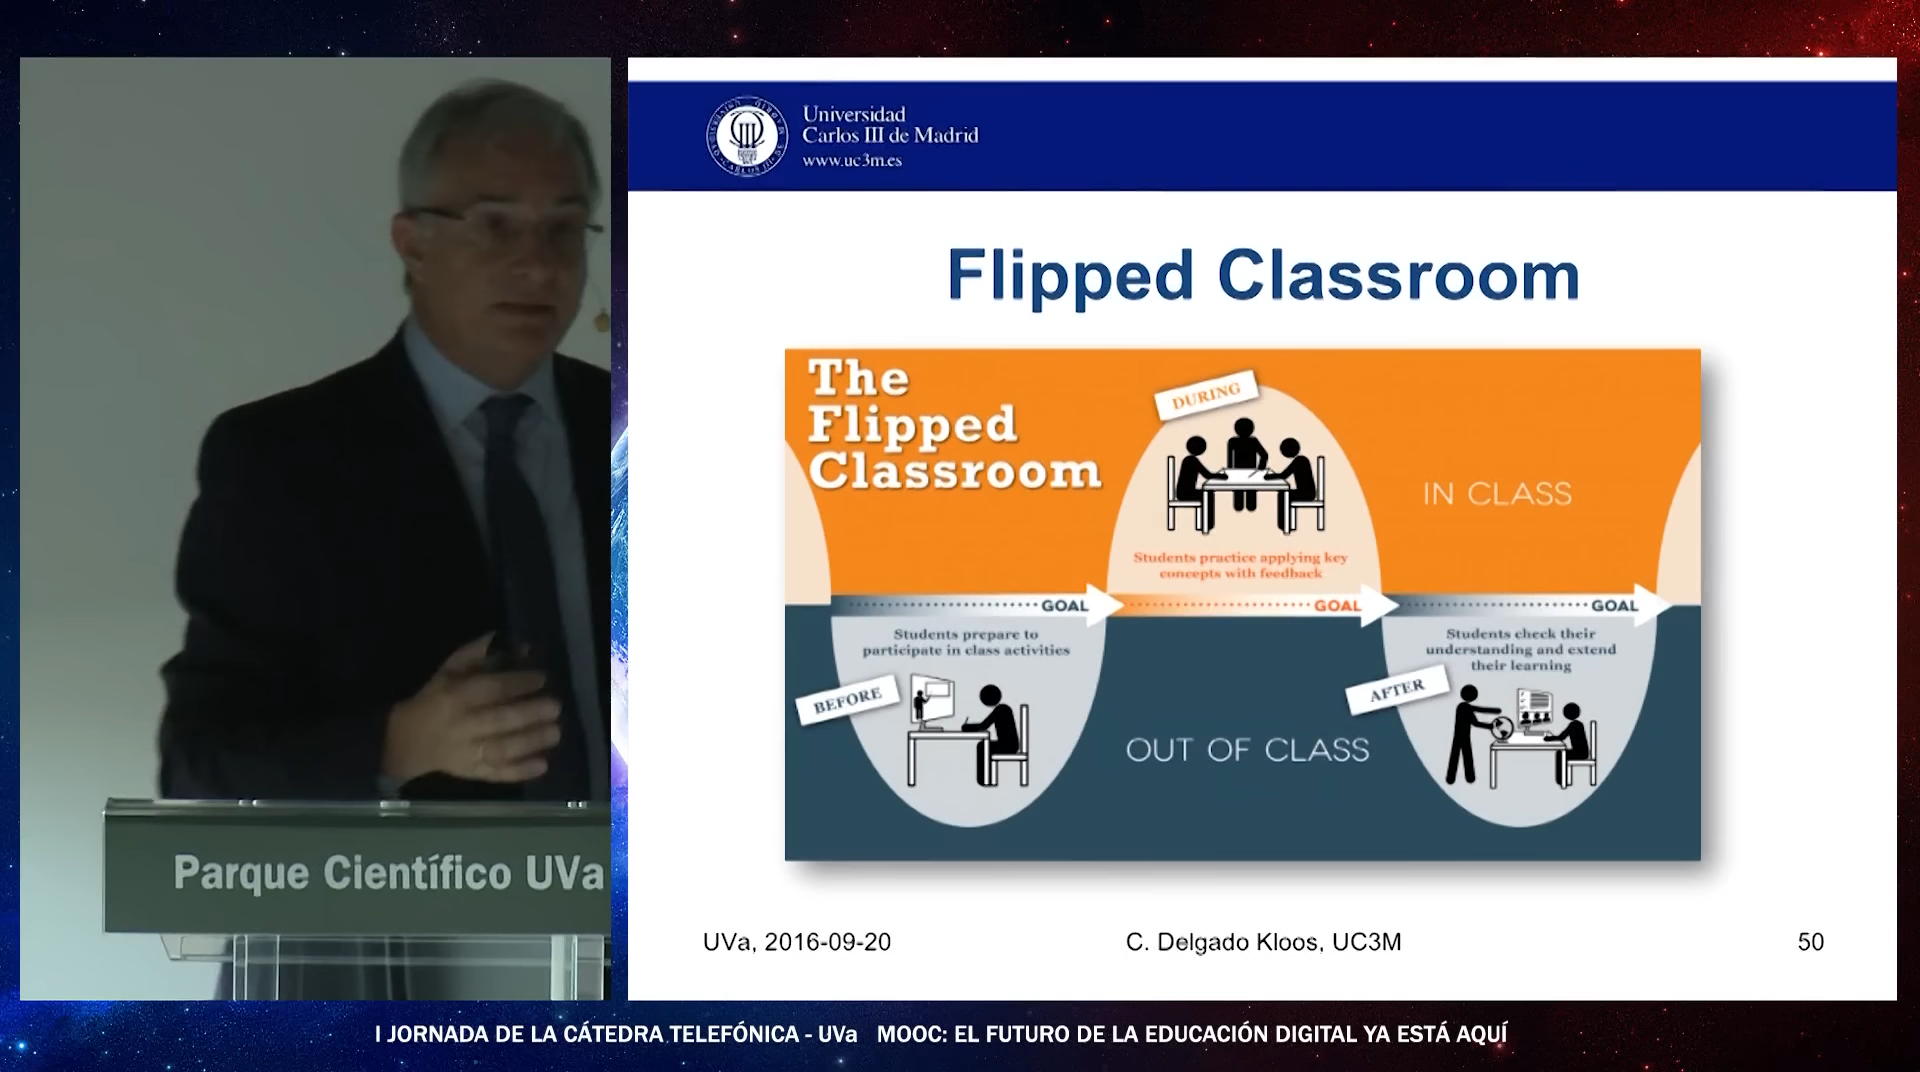 Universidad
Carlos III de Madrid
www.uc3m.es
Flipped Classroom
The
Flipped
Classroom
DURING
IN CLASS
Students practice applying key
concepts with feedback
GOAL
GOAL
GOAL
Students prepare to
participate in class activities
BEFORE
Students check their
understanding and extend
their learning
AFTER
OUT OF CLASS
Parque Científico UVa
UVa, 2016-09-20
C. Delgado Kloos, UC3M
50
I JORNADA DE LA CÁTEDRA TELEFÓNICA - UVa MOOC: EL FUTURO DE LA EDUCACIÓN DIGITAL YA ESTÁ AQUÍ